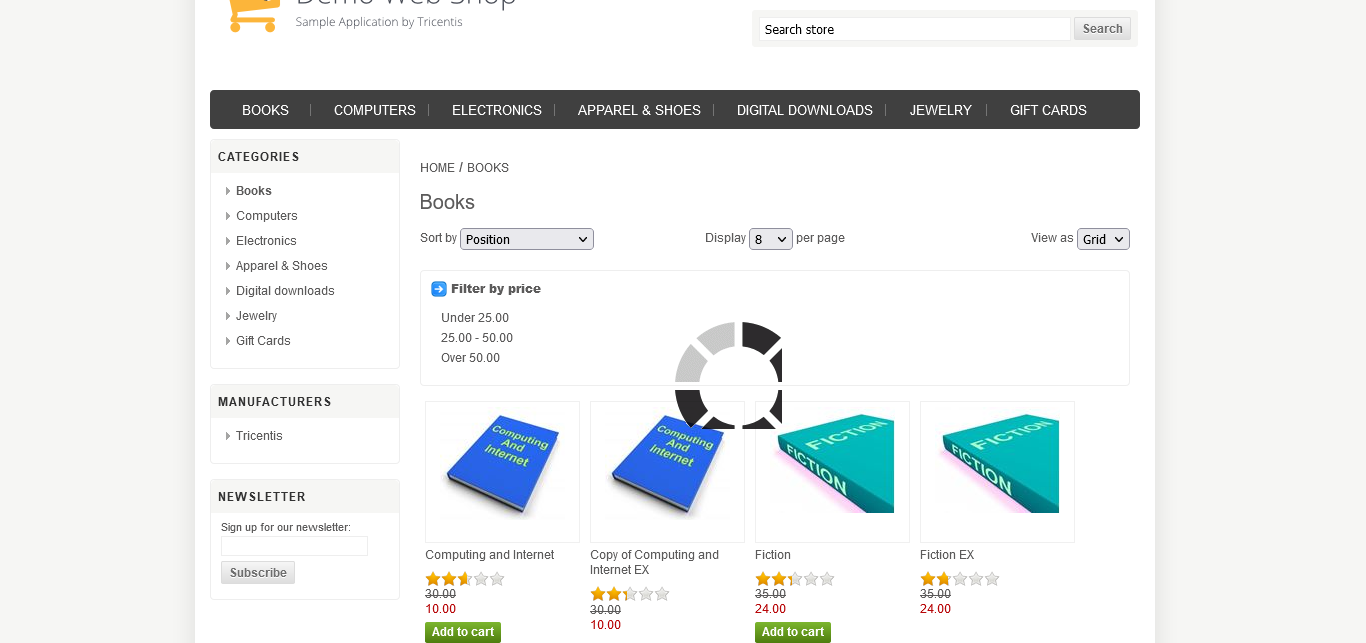 Demo Web Shop
Sample Application by Tricentis
Search store
Search
BOOKS
COMPUTERS
ELECTRONICS
APPAREL & SHOES
DIGITAL DOWNLOADS
JEWELRY
GIFT CARDS
CATEGORIES
Books
Computers
Electronics
Apparel & Shoes
Digital downloads
Jewelry
Gift Cards
MANUFACTURERS
Tricentis
NEWSLETTER
Sign up for our newsletter:
Subscribe
HOME / BOOKS
Books
Sort by Position
Display 8 per page
View as Grid
Filter by price
Under 25.00
25.00 - 50.00
Over 50.00
Computing
And
Internet
Computing and Internet
30.00
10.00
Add to cart
Computing
And
Internet
Copy of Computing and
Internet EX
30.00
10.00
FICTION
FICTION
Fiction
35.00
24.00
Add to cart
FICTION
FICTION
Fiction EX
35.00
24.00